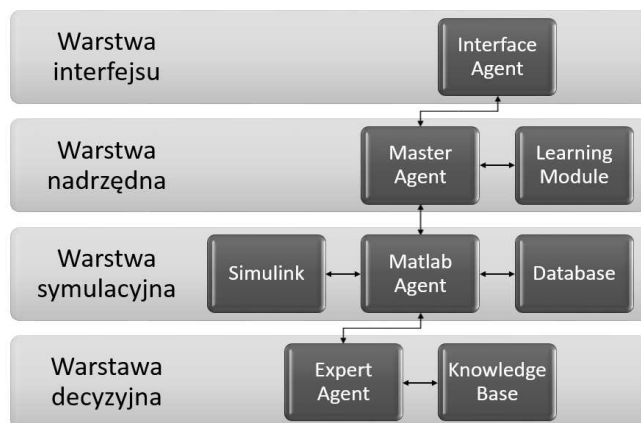 Warstwa
interfejsu
Interface
Agent
Warstwa
nadrzędna
Master
Agent
Learning
Module
Warstwa
symulacyjna
Simulink
Matlab
Agent
Database
Warstawa
decyzyjna
Expert
Agent
Knowledge
Base